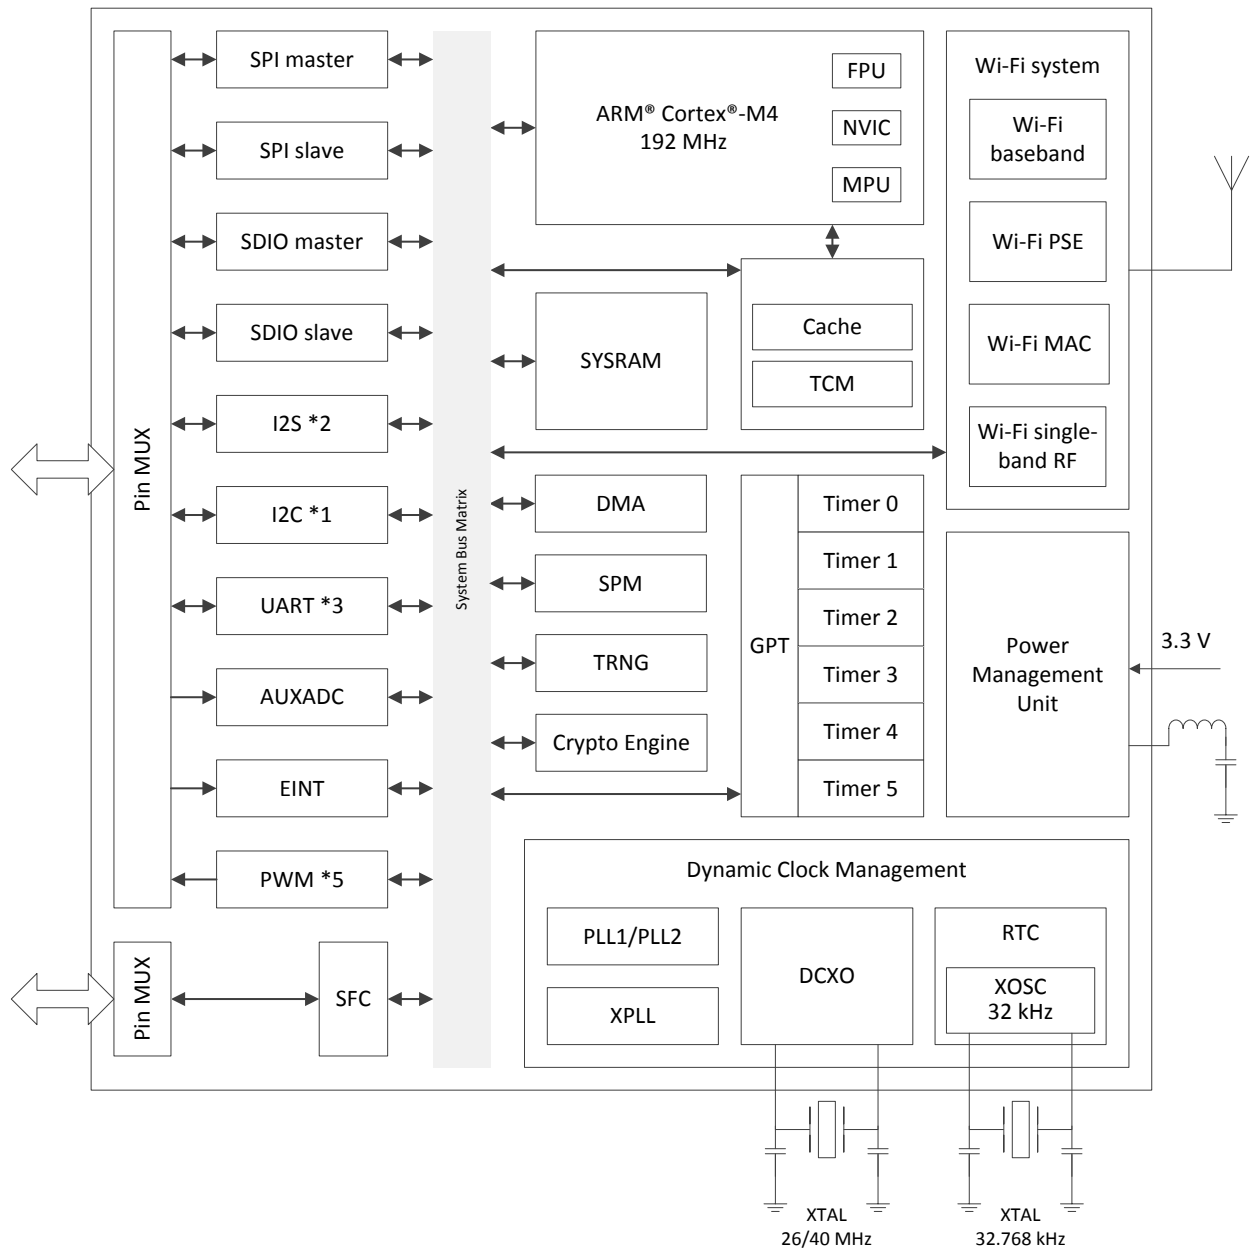 Pin MUX
SPI master
SPI slave
SDIO master
SDIO slave
I2S *2
I2C *1
UART *3
AUXADC
EINT
PWM *5
Pin MUX
SFC
System Bus Matrix
ARM® Cortex®-M4
192 MHz
FPU
NVIC
MPU
Cache
TCM
SYSRAM
DMA
SPM
TRNG
Crypto Engine
GPT
Timer 0
Timer 1
Timer 2
Timer 3
Timer 4
Timer 5
Wi-Fi system
Wi-Fi
baseband
Wi-Fi PSE
Wi-Fi MAC
Wi-Fi single-
band RF
Power
Management
Unit
3.3 V
Dynamic Clock Management
PLL1/PLL2
XPLL
DCXO
RTC
XOSC
32 kHz
XTAL
26/40 MHz
XTAL
32.768 kHz